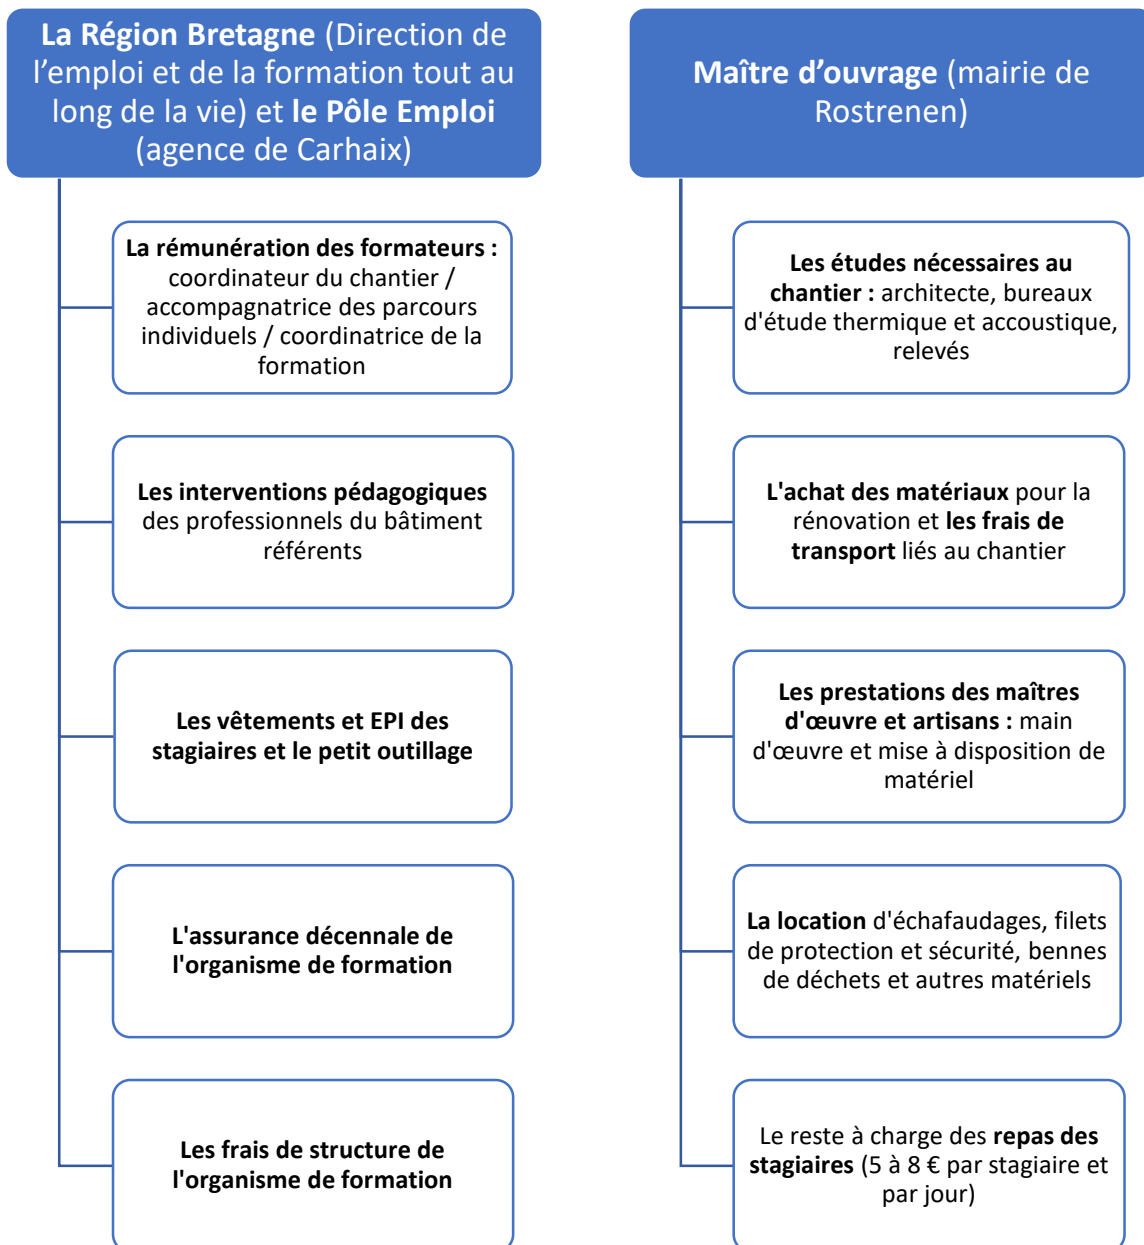 La Région Bretagne (Direction de
l’emploi et de la formation tout au
long de la vie) et le Pôle Emploi
(agence de Carhaix)
La rémunération des formateurs :
coordinateur du chantier /
accompagnatrice des parcours
individuels / coordinatrice de la
formation
Les interventions pédagogiques
des professionnels du bâtiment
référents
Les vêtements et EPI des
stagiaires et le petit outillage
L'assurance décennale de
l'organisme de formation
Les frais de structure de
l'organisme de formation
Maître d’ouvrage (mairie de
Rostrenen)
Les études nécessaires au
chantier : architecte, bureaux
d'étude thermique et accoustique,
relevés
L'achat des matériaux pour la
rénovation et les frais de
transport liés au chantier
Les prestations des maîtres
d'œuvre et artisans : main
d'œuvre et mise à disposition de
matériel
La location d'échafaudages, filets
de protection et sécurité, bennes
de déchets et autres matériels
Le reste à charge des repas des
stagiaires (5 à 8 € par stagiaire et
par jour)